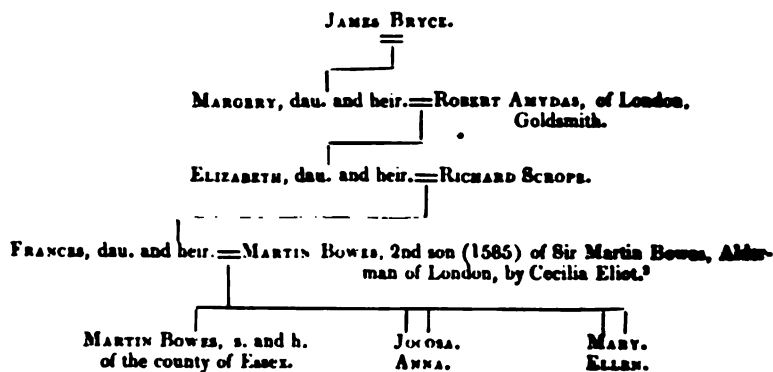 JAMES BRYCE.
MARGERY, dau. and heir.=ROBERT AMYDAS, of London,
Goldsmith.
ELIZABETH, dau. and heir.=RICHARD SCROPE.
FRANCES, dau. and heir.=MARTIN BOWES, 2nd son (1585) of Sir Martin Bowes, Alder-
man of London, by Cecilia Eliot.³
MARTIN BOWES, s. and h.
of the county of Essex.
JOCOSA.
ANNA.
MARY.
ELLEN.